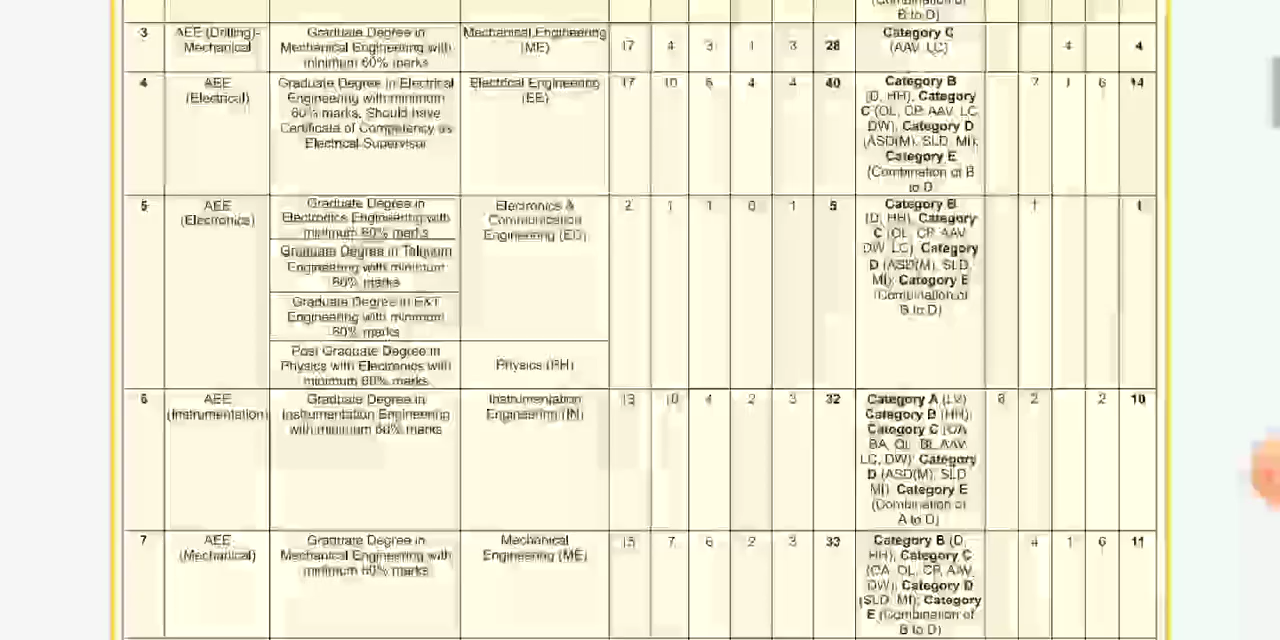 (Combination of
B to D)
3
AEE (Drilling)-
Mechanical
Graduate Degree in
Mechanical Engineering with
minimum 60% marks
Mechanical Engineering
(ME)
17 4 3 1 3 28
Category C
(AAV, LC)
4 4
4
AEE
(Electrical)
Graduate Degree in Electrical
Engineering with minimum
60% marks. Should have
Certificate of Competency as
Electrical Supervisor
Electrical Engineering
(EE)
17 10 5 4 4 40
Category B
(D, HH), Category
C (OL, CP, AAV, LC,
DW), Category D
(ASD(M), SLD, MI),
Category E
(Combination of B
to D
7 1 6 14
5
AEE
(Electronics)
Graduate Degree in
Electronics Engineering with
minimum 60% marks
Graduate Degree in Telecom
Engineering with minimum
60% marks
Graduate Degree in E&T
Engineering with minimum
60% marks
Post Graduate Degree in
Physics with Electronics with
minimum 60% marks
Electronics &
Communication
Engineering (EC)
Physics (PH)
2 1 1 0 1 5
Category B
(D, HH), Category
C (OL, CP, AAV,
DW, LC), Category
D (ASD(M), SLD,
MI), Category E
(Combination of
B to D)
1 1
6
AEE
(Instrumentation)
Graduate Degree in
Instrumentation Engineering
with minimum 60% marks
Instrumentation
Engineering (IN)
13 10 4 2 3 32
Category A (LV)
Category B (HH),
Category C (OA,
BA, OL, BL, AAV,
LC, DW), Category
D (ASD(M), SLD,
MI), Category E
(Combination of
A to D)
2 2 10
7
AEE
(Mechanical)
Graduate Degree in
Mechanical Engineering with
minimum 60% marks
Mechanical
Engineering (ME)
15 7 6 2 3 33
Category B (D,
HH), Category C
(OA, OL, CP, AAV,
DW), Category D
(SLD, MI), Category
E (Combination of
B to D)
4 1 6 11